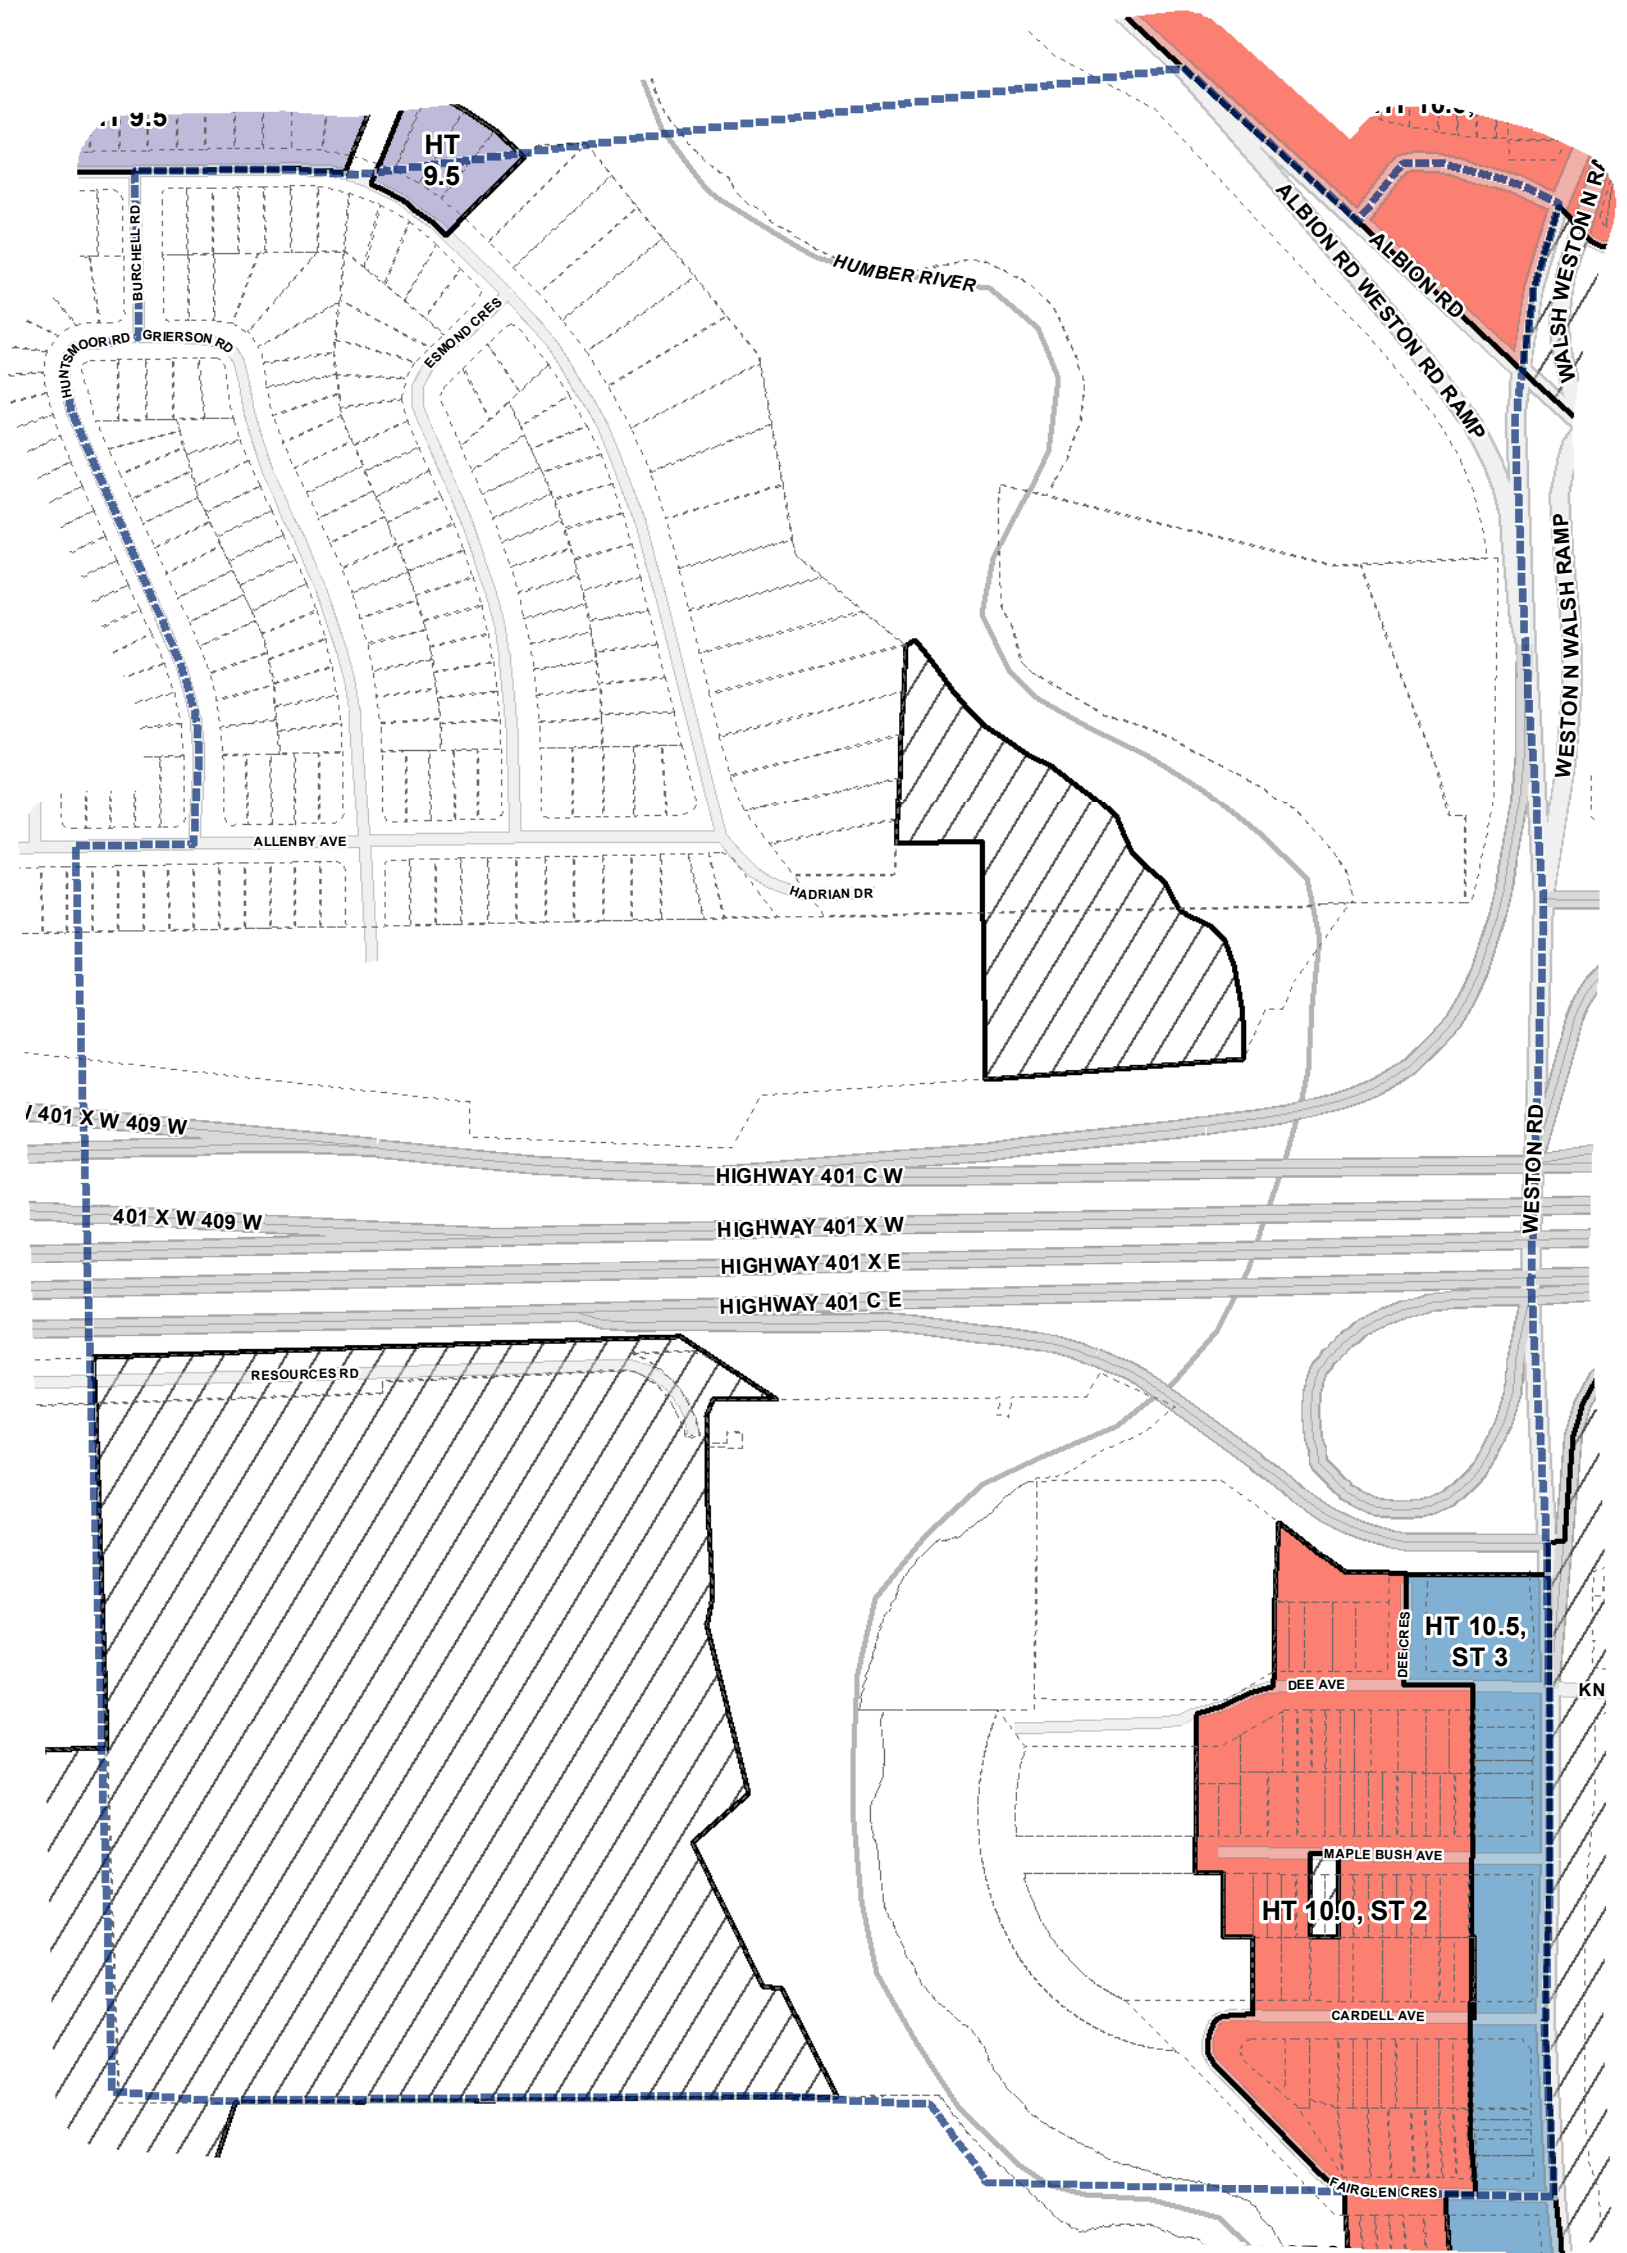 HT
9.5
BURCHELL RD
HUNTSMOOR RD
GRIERSON RD
ESMOND CRES
HUMBER RIVER
ALBION RD WESTON RD RAMP
ALBION RD
WESTON N WALSH RAMP
ALLENBY AVE
HADRIAN DR
401 X W 409 W
HIGHWAY 401 C W
401 X W 409 W
HIGHWAY 401 X W
HIGHWAY 401 X E
HIGHWAY 401 C E
WESTON RD
RESOURCES RD
HT 10.5,
ST 3
DEE CRES
DEE AVE
KN
MAPLE BUSH AVE
HT 10.0, ST 2
CARDELL AVE
FAIRGLEN CRES